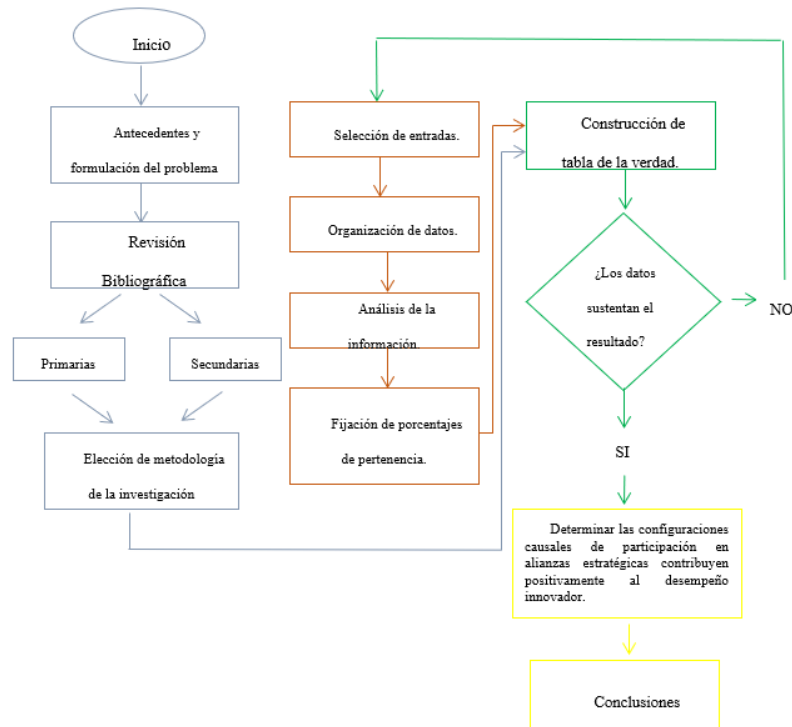 Inicio
Antecedentes y
formulación del problema
Revisión
Bibliográfica
Primarias
Secundarias
Elección de metodología
de la investigación
Selección de entradas.
Organización de datos.
Análisis de la
información.
Fijación de porcentajes
de pertenencia.
Construcción de
tabla de la verdad.
¿Los datos
sustentan el
resultado?
NO
SI
Determinar las configuraciones
causales de participación en
alianzas estratégicas contribuyen
positivamente al desempeño
innovador.
Conclusiones